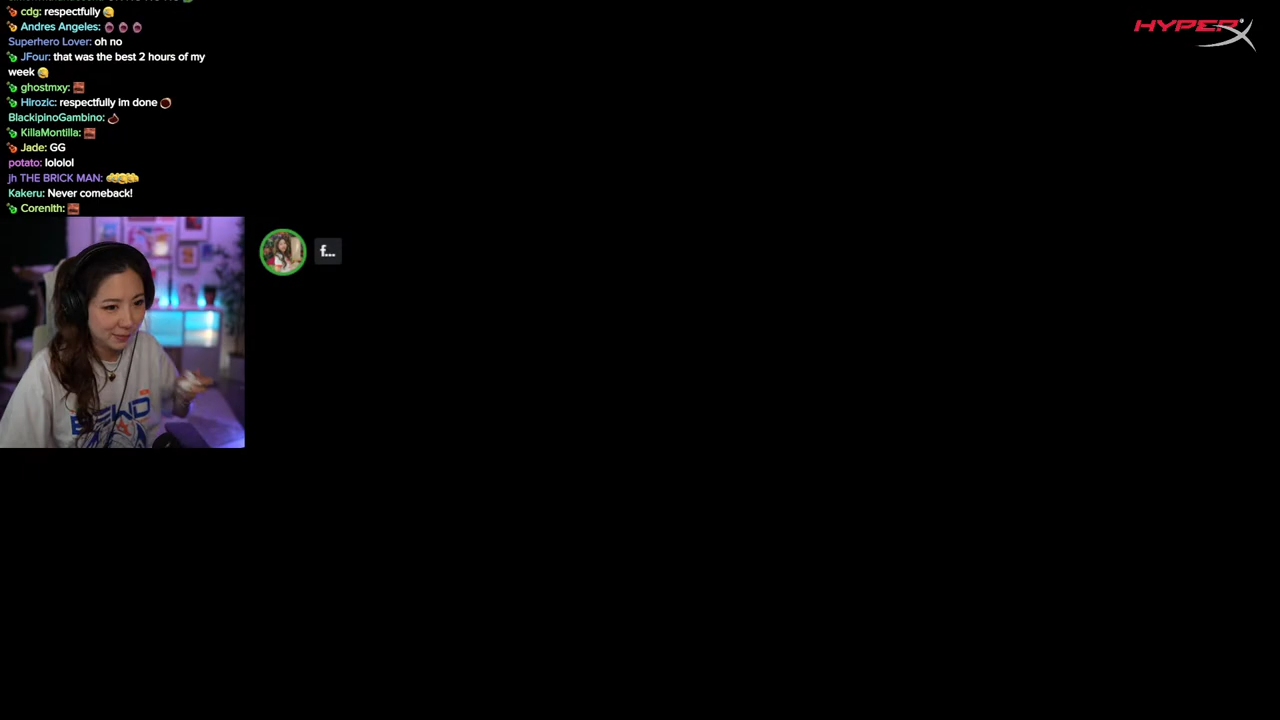 cdg: respectfully
HYPERX
Andres Angeles:
Superhero Lover: oh no
JFour: that was the best 2 hours of my
week
ghostmxy:
Hirozic: respectfully im done
BlackipinoGambino:
KillaMontilla:
Jade: GG
potato: lololol
jh THE BRICK MAN:
Kakeru: Never comeback!
Corenith:
f...